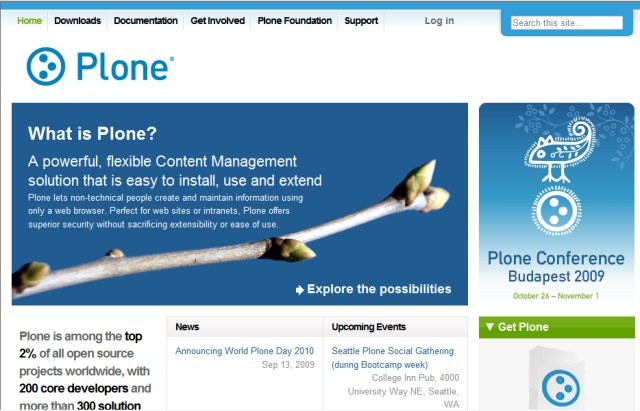 Home Downloads Documentation Get Involved Plone Foundation Support Log in Search this site...
Plone®
What is Plone?
A powerful, flexible Content Management
solution that is easy to install, use and extend
Plone lets non-technical people create and maintain information using
only a web browser. Perfect for web sites or intranets, Plone offers
superior security without sacrificing extensibility or ease of use.
Explore the possibilities
Plone Conference
Budapest 2009
October 26 – November 1
Plone is among the top
2% of all open source
projects worldwide, with
200 core developers and
more than 300 solution
News
Announcing World Plone Day 2010
Sep 13, 2009
Upcoming Events
Seattle Plone Social Gathering
(during Bootcamp week)
College Inn Pub, 4000
University Way NE, Seattle,
WA
Get Plone